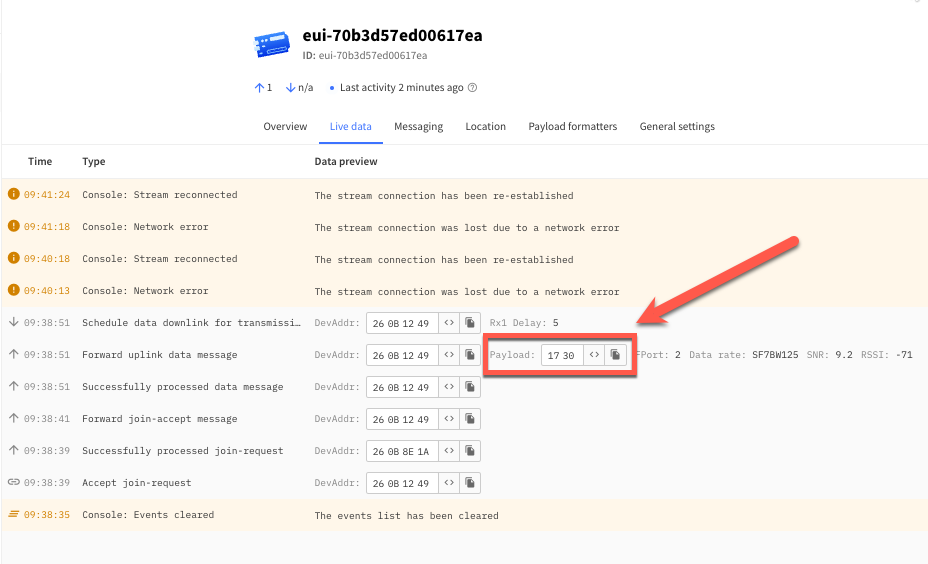 eui-70b3d57ed00617ea
ID: eui-70b3d57ed00617ea
1 n/a • Last activity 2 minutes ago
Overview Live data Messaging Location Payload formatters General settings
Time Type Data preview
09:41:24 Console: Stream reconnected The stream connection has been re-established
09:41:18 Console: Network error The stream connection was lost due to a network error
09:40:18 Console: Stream reconnected The stream connection has been re-established
09:40:13 Console: Network error The stream connection was lost due to a network error
09:38:51 Schedule data downlink for transmissi… DevAddr: 26 0B 12 49 <> Rx1 Delay: 5
09:38:51 Forward uplink data message DevAddr: 26 0B 12 49 <> Payload: 17 30 <> FPort: 2 Data rate: SF7BW125 SNR: 9.2 RSSI: -71
09:38:51 Successfully processed data message DevAddr: 26 0B 12 49 <>
09:38:41 Forward join-accept message DevAddr: 26 0B 12 49 <>
09:38:39 Successfully processed join-request DevAddr: 26 0B 8E 1A <>
09:38:39 Accept join-request DevAddr: 26 0B 12 49 <>
09:38:35 Console: Events cleared The events list has been cleared